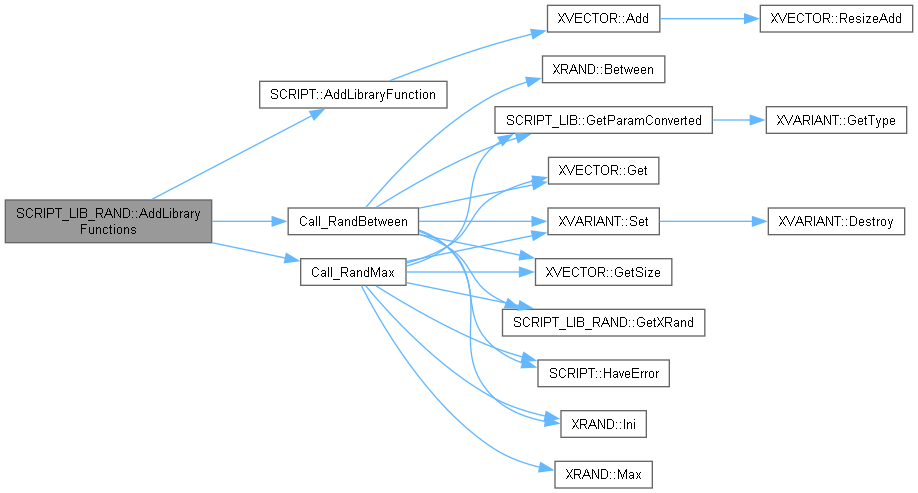 SCRIPT_LIB_RAND::AddLibrary
Functions
SCRIPT::AddLibraryFunction
Call_RandBetween
Call_RandMax
XVECTOR::Add
XRAND::Between
SCRIPT_LIB::GetParamConverted
XVECTOR::Get
XVARIANT::Set
XVECTOR::GetSize
SCRIPT_LIB_RAND::GetXRand
SCRIPT::HaveError
XRAND::Ini
XRAND::Max
XVECTOR::ResizeAdd
XVARIANT::GetType
XVARIANT::Destroy